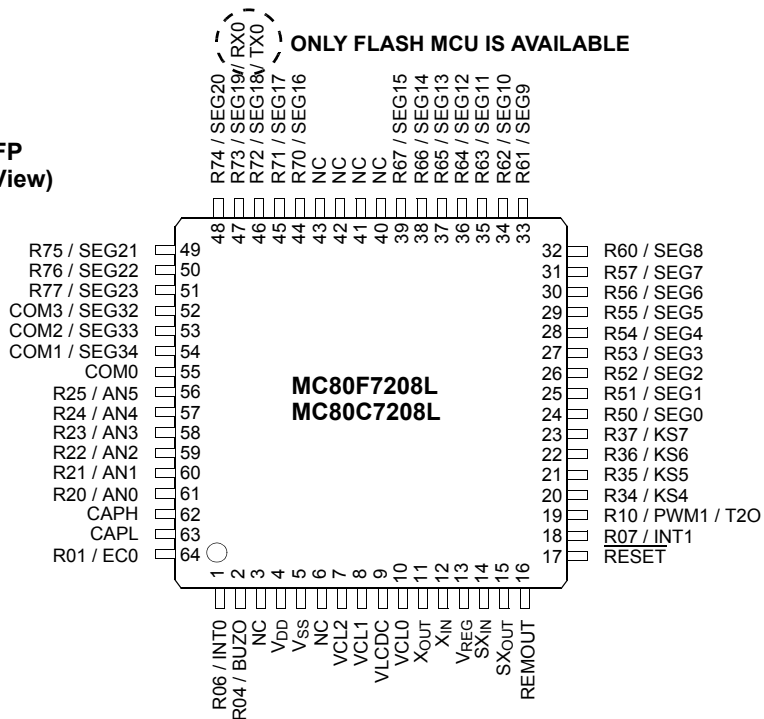 ONLY FLASH MCU IS AVAILABLE
FP
View)
R74 / SEG20
R73 / SEG19 / RX0
R72 / SEG18 / TX0
R71 / SEG17
R70 / SEG16
NC
NC
NC
NC
R67 / SEG15
R66 / SEG14
R65 / SEG13
R64 / SEG12
R63 / SEG11
R62 / SEG10
R61 / SEG9
48
47
46
45
44
43
42
41
40
39
38
37
36
35
34
33
R75 / SEG21 49
R76 / SEG22 50
R77 / SEG23 51
COM3 / SEG32 52
COM2 / SEG33 53
COM1 / SEG34 54
COM0 55
R25 / AN5 56
R24 / AN4 57
R23 / AN3 58
R22 / AN2 59
R21 / AN1 60
R20 / AN0 61
CAPH 62
CAPL 63
R01 / EC0 64
MC80F7208L
MC80C7208L
32 R60 / SEG8
31 R57 / SEG7
30 R56 / SEG6
29 R55 / SEG5
28 R54 / SEG4
27 R53 / SEG3
26 R52 / SEG2
25 R51 / SEG1
24 R50 / SEG0
23 R37 / KS7
22 R36 / KS6
21 R35 / KS5
20 R34 / KS4
19 R10 / PWM1 / T2O
18 R07 / INT1
17 RESET
1
2
3
4
5
6
7
8
9
10
11
12
13
14
15
16
R06 / INT0
R04 / BUZO
NC
VDD
VSS
NC
VCL2
VCL1
VLCDC
VCL0
XOUT
XIN
VREG
SXIN
SXOUT
REMOUT